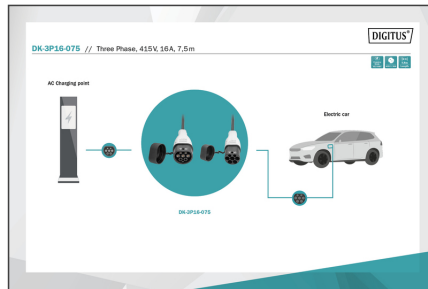 DIGITUS®
DK-3P16-075 // Three Phase, 415V, 16A, 7,5m
AC Charging point
Electric car
DK-3P16-075